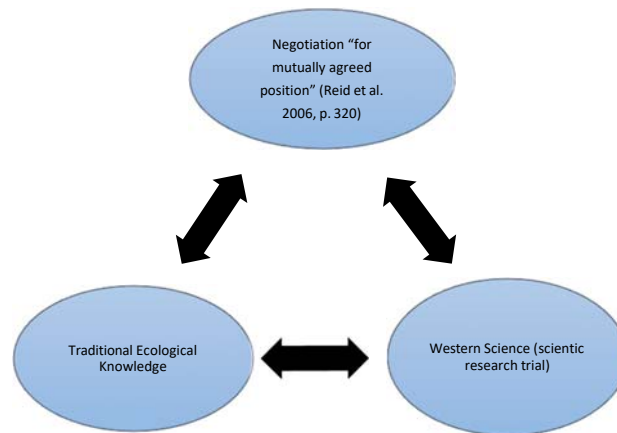 Negotiation “for
mutually agreed
position” (Reid et al.
2006, p. 320)
Traditional Ecological
Knowledge
Western Science (scientic
research trial)